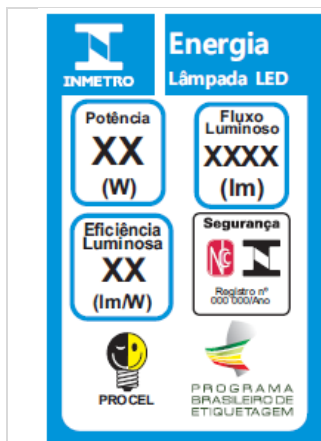 INMETRO
Energia
Lâmpada LED
Potência
XX
(W)
Fluxo
Luminoso
XXXX
(lm)
Eficiência
Luminosa
XX
(lm/W)
Segurança
Registro nº
000 000/Ano
PROCEL
PROGRAMA
BRASILEIRO DE
ETIQUETAGEM